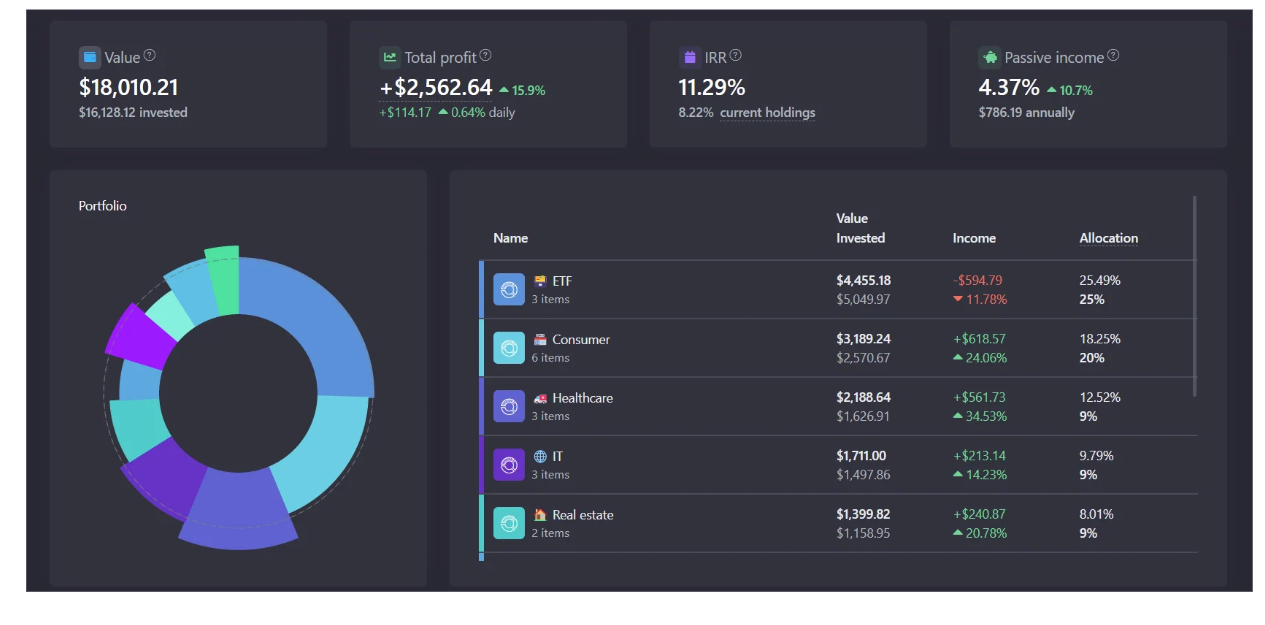 Value
$18,010.21
$16,128.12 invested
Total profit
+$2,562.64 15.9%
+$114.17 0.64% daily
IRR
11.29%
8.22% current holdings
Passive income
4.37% 10.7%
$786.19 annually
Portfolio
Value
Name Invested Income Allocation
ETF $4,455.18 -$594.79 25.49%
3 items $5,049.97 11.78% 25%
Consumer $3,189.24 +$618.57 18.25%
6 items $2,570.67 24.06% 20%
Healthcare $2,188.64 +$561.73 12.52%
3 items $1,626.91 34.53% 9%
IT $1,711.00 +$213.14 9.79%
3 items $1,497.86 14.23% 9%
Real estate $1,399.82 +$240.87 8.01%
2 items $1,158.95 20.78% 9%